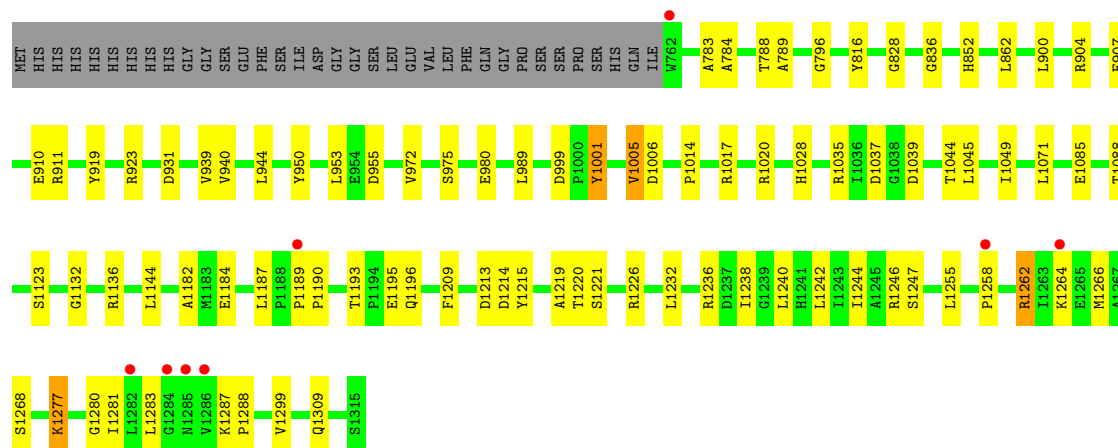 MET HIS HIS HIS HIS HIS HIS HIS HIS GLY GLY SER GLU PHE SER ILE ASP GLY GLY SER LEU GLU VAL LEU PHE GLN GLY PRO SER SER PRO SER HIS GLN ILE W762 A783 A784 T788 A789 G796 Y816 G828 G836 H852 L862 L900 R904
E910 R911 Y919 R923 D931 V939 V940 L944 Y950 L953 E954 D955 V972 S975 E980 L989 D999 P1000 Y1001 V1005 D1006 P1014 R1017 R1020 H1028 R1035 I1036 D1037 G1038 D1039 T1044 L1045 I1049 L1071 E1085
S1123 G1132 R1136 L1144 A1182 M1183 E1184 L1187 P1188 P1189 P1190 T1193 P1194 E1195 Q1196 F1209 D1213 D1214 Y1215 A1219 T1220 S1221 R1226 L1232 R1236 D1237 I1238 G1239 L1240 H1241 L1242 I1243 I1244 A1245 R1246 S1247 L1255 P1258 R1262 I1263 K1264 E1265 M1266 A1267
S1268 K1277 G1280 I1281 L1282 L1283 G1284 N1285 V1286 K1287 P1288 V1299 Q1309 S1315